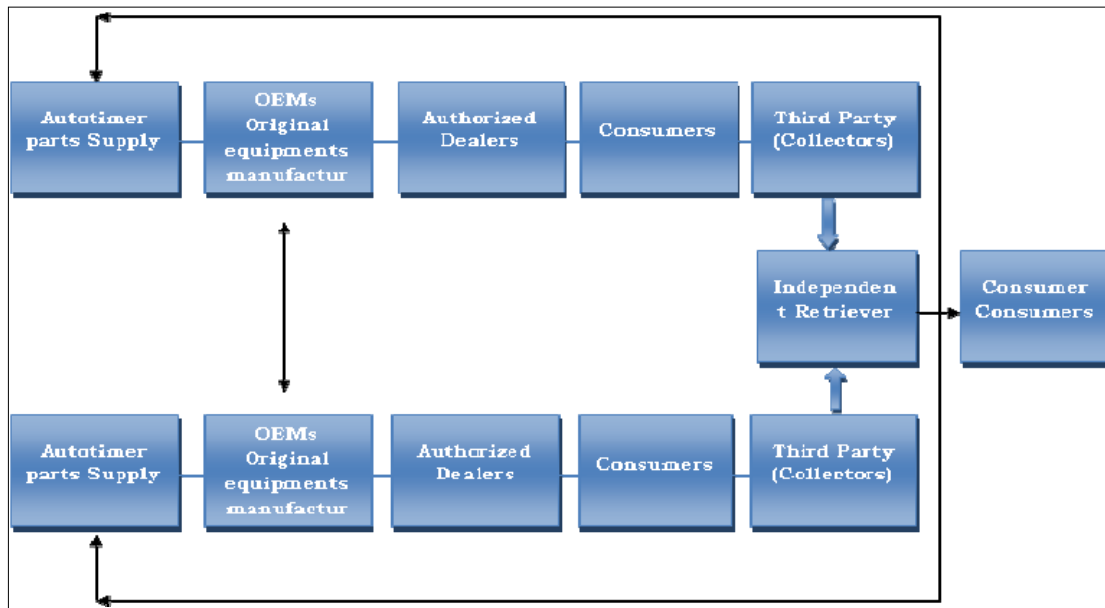 Autotimer
parts Supply
OEMs
Original
equipments
manufactur
Authorized
Dealers
Consumers
Third Party
(Collectors)
Independen
t Retriever
Consumer
Consumers
Autotimer
parts Supply
OEMs
Original
equipments
manufactur
Authorized
Dealers
Consumers
Third Party
(Collectors)